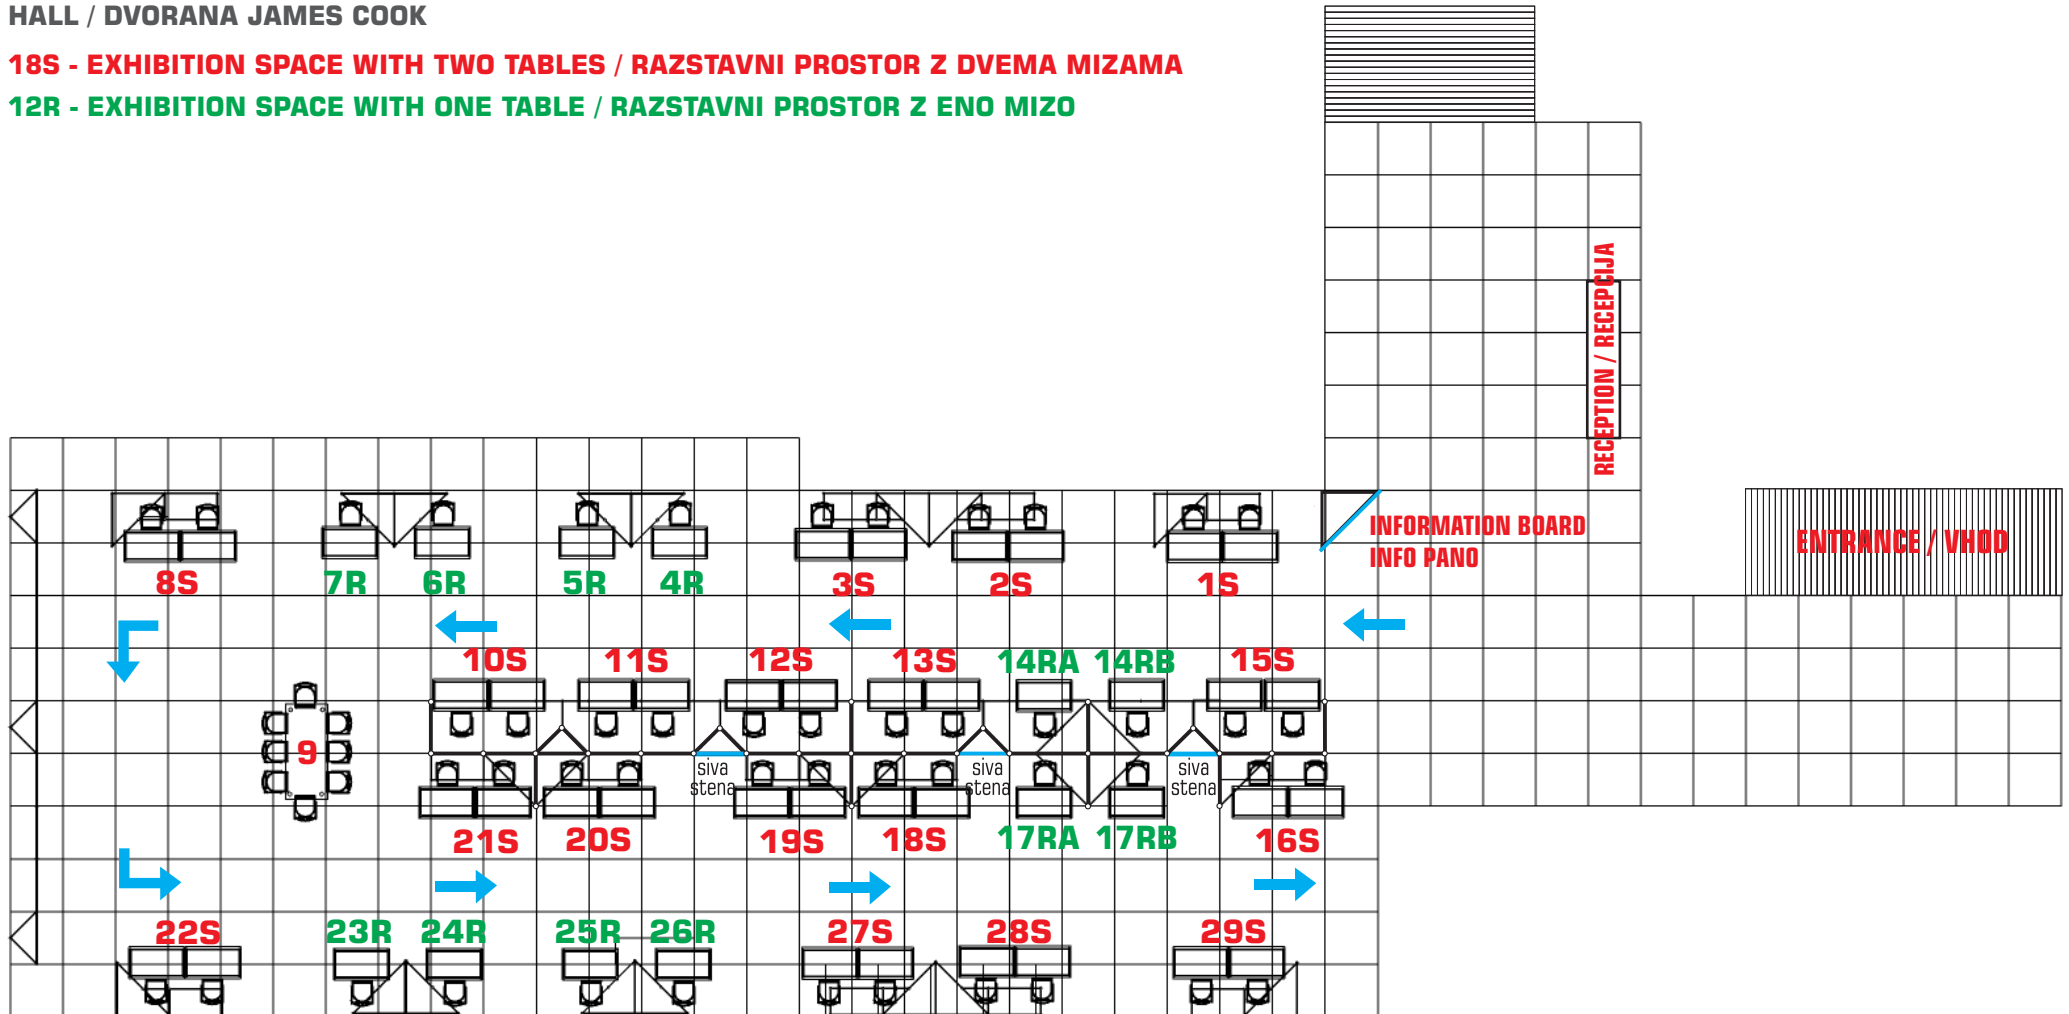 HALL / DVORANA JAMES COOK
18S - EXHIBITION SPACE WITH TWO TABLES / RAZSTAVNI PROSTOR Z DVEMA MIZAMA
12R - EXHIBITION SPACE WITH ONE TABLE / RAZSTAVNI PROSTOR Z ENO MIZO
RECEPTION / RECEPCIJA
INFORMATION BOARD
INFO PANO
ENTRANCE / VHOD
8S 7R 6R 5R 4R 3S 2S 1S
10S 11S 12S 13S 14RA 14RB 15S
9
siva
stena
siva
stena
siva
stena
21S 20S 19S 18S 17RA 17RB 16S
22S 23R 24R 25R 26R 27S 28S 29S